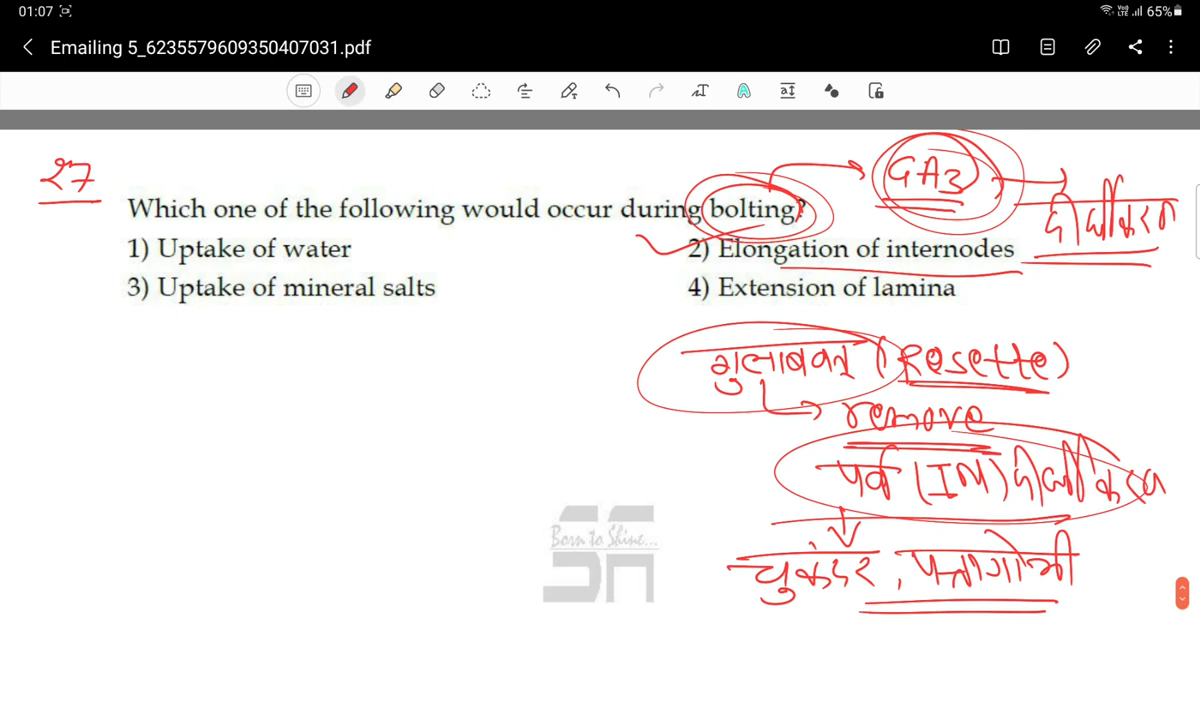 01:07 65%
Emailing 5_6235579609350407031.pdf
27
GA3
दीर्घीकरण
Which one of the following would occur during bolting?
1) Uptake of water 2) Elongation of internodes
3) Uptake of mineral salts 4) Extension of lamina
गुलाबवत् (Rosette)
remove
पर्व (IN) दीर्घीकरण
Born to Shine...
चुकंदर, पत्तागोभी